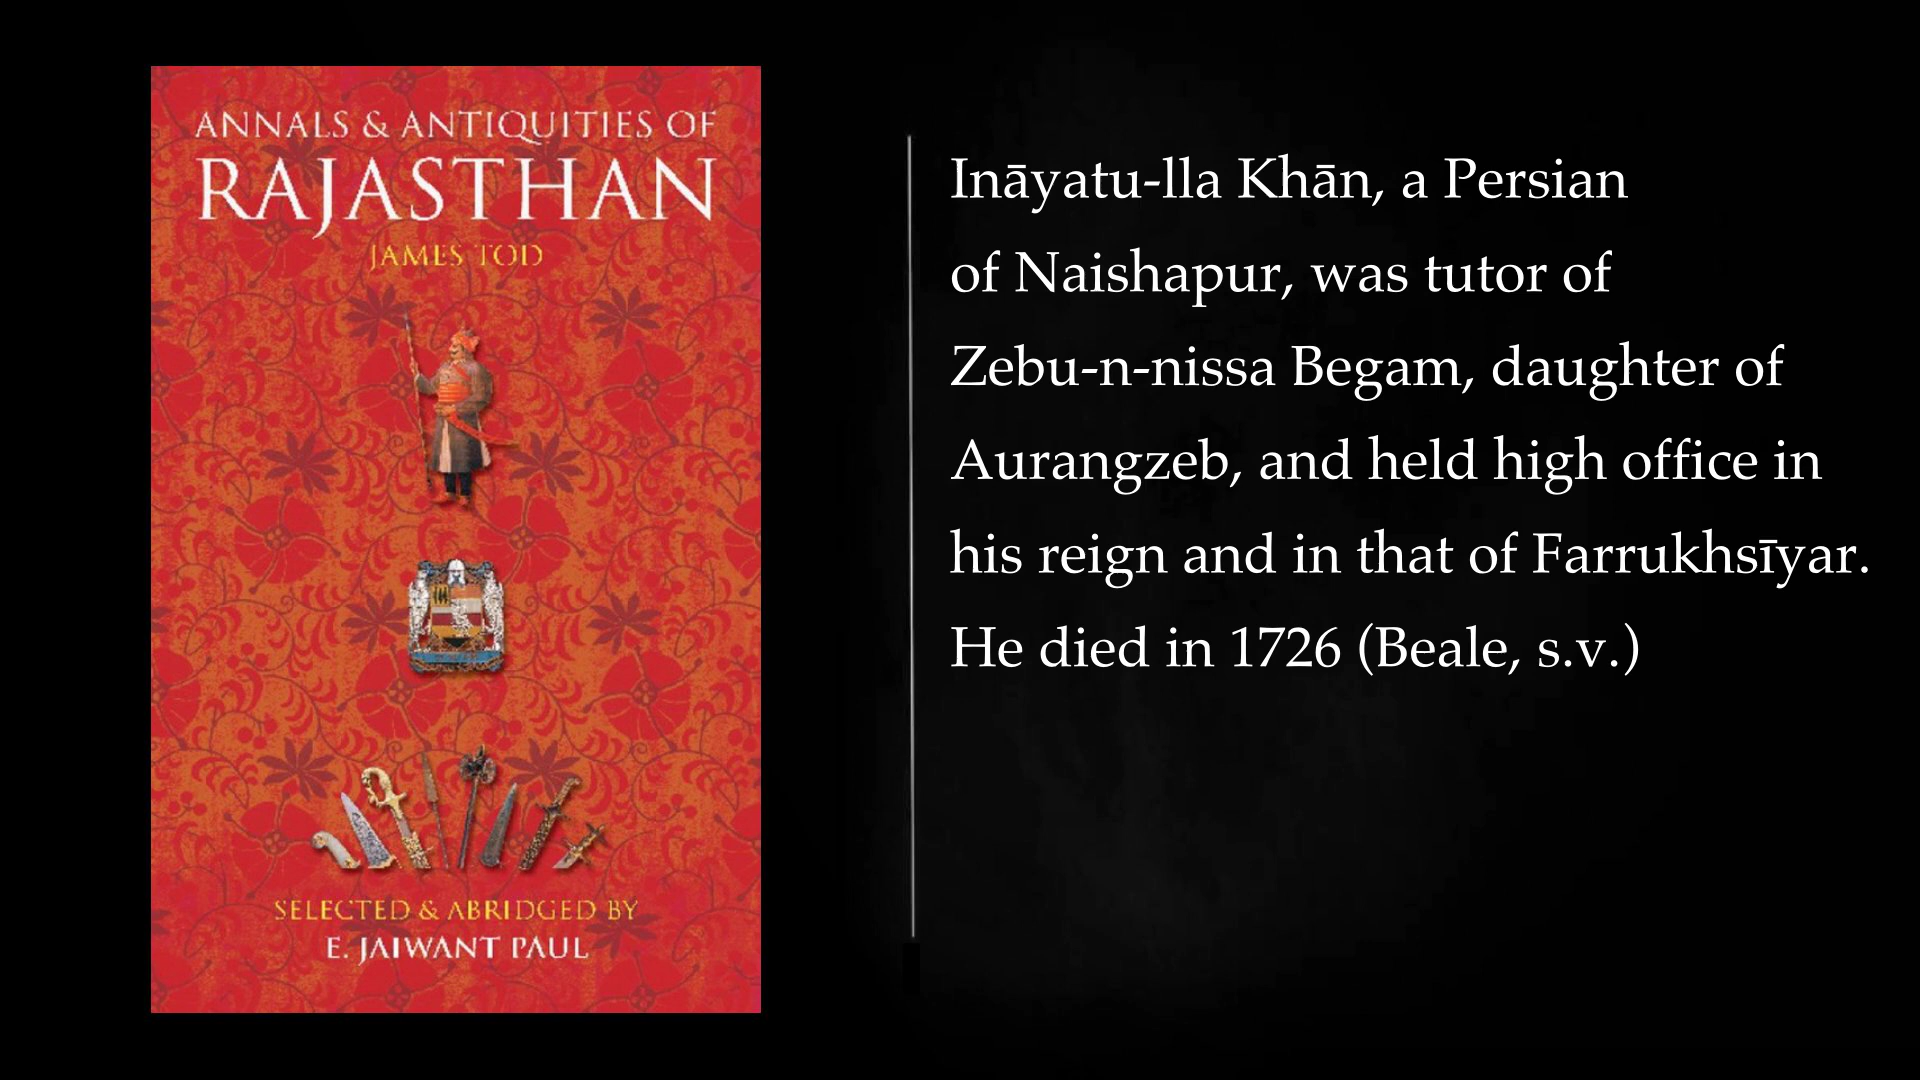 ANNALS & ANTIQUITIES OF
RAJASTHAN
JAMES TOD
SELECTED & ABRIDGED BY
E. JAIWANT PAUL
Ināyatu-lla Khān, a Persian
of Naishapur, was tutor of
Zebu-n-nissa Begam, daughter of
Aurangzeb, and held high office in
his reign and in that of Farrukhsīyar.
He died in 1726 (Beale, s.v.)